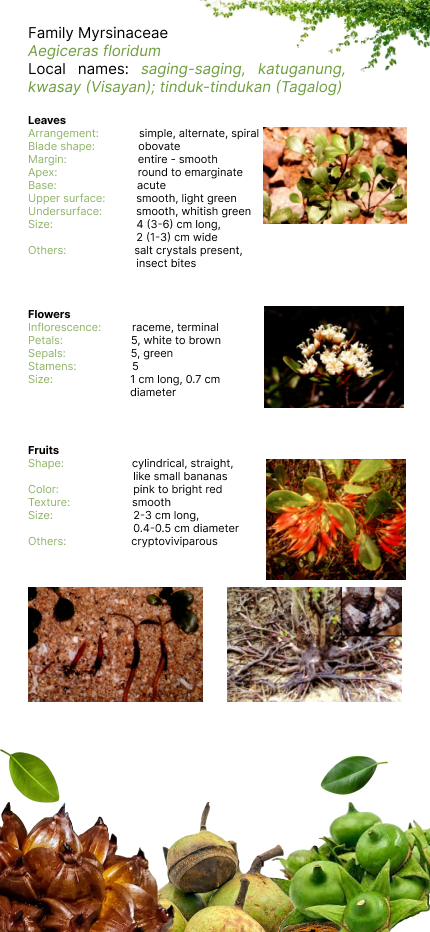 Family Myrsinaceae
Aegiceras floridum
Local names: saging-saging, katuganung,
kwasay (Visayan); tinduk-tindukan (Tagalog)
Leaves
Arrangement: simple, alternate, spiral
Blade shape: obovate
Margin: entire - smooth
Apex: round to emarginate
Base: acute
Upper surface: smooth, light green
Undersurface: smooth, whitish green
Size: 4 (3-6) cm long,
2 (1-3) cm wide
Others: salt crystals present,
insect bites
Flowers
Inflorescence: raceme, terminal
Petals: 5, white to brown
Sepals: 5, green
Stamens: 5
Size: 1 cm long, 0.7 cm
diameter
Fruits
Shape: cylindrical, straight,
like small bananas
Color: pink to bright red
Texture: smooth
Size: 2-3 cm long,
0.4-0.5 cm diameter
Others: cryptoviviparous